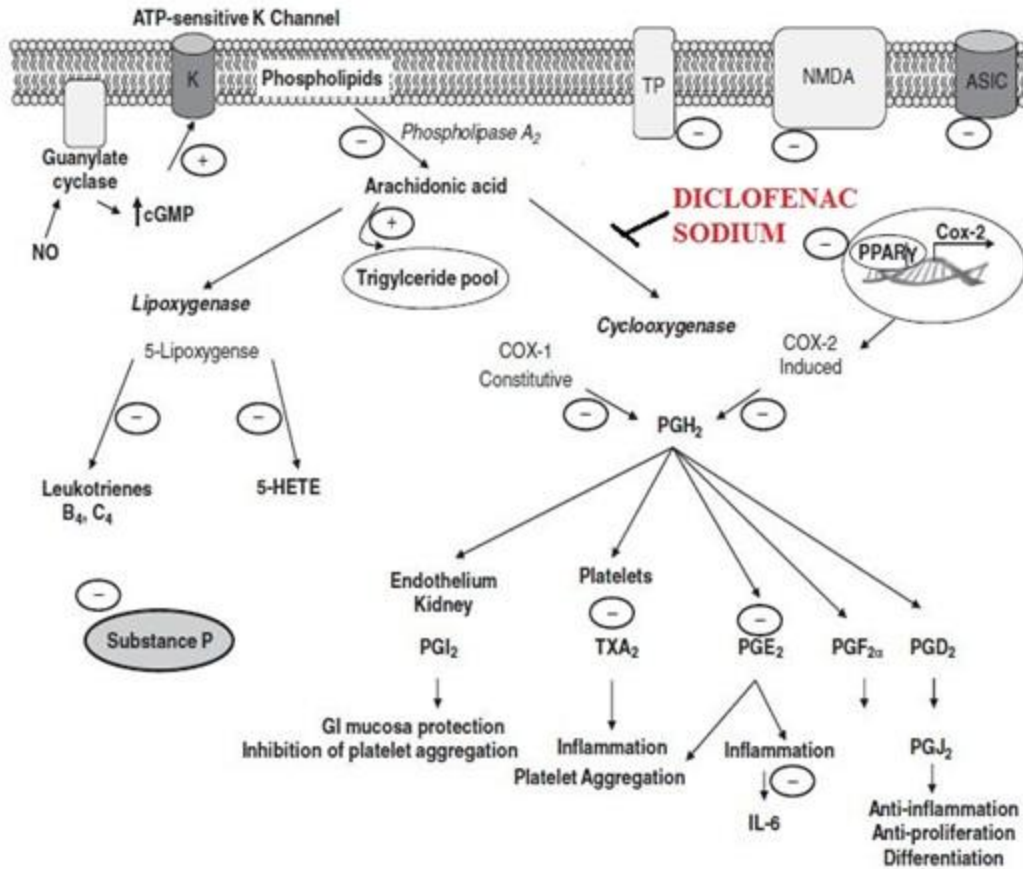 ATP-sensitive K Channel
K
Phospholipids
TP
NMDA
ASIC
Phospholipase A₂
Guanylate
cyclase
+
−
−
−
−
Arachidonic acid
cGMP
NO
+
DICLOFENAC
SODIUM
−
PPARγ
Cox-2
Trigylceride pool
Lipoxygenase
Cyclooxygenase
5-Lipoxygense
COX-1
Constitutive
COX-2
Induced
−
−
−
−
PGH₂
Leukotrienes
B₄, C₄
5-HETE
Endothelium
Kidney
Platelets
−
Substance P
−
−
PGI₂
TXA₂
PGE₂
PGF₂α
PGD₂
GI mucosa protection
Inhibition of platelet aggregation
Inflammation
Platelet Aggregation
Inflammation
−
IL-6
PGJ₂
Anti-inflammation
Anti-proliferation
Differentiation